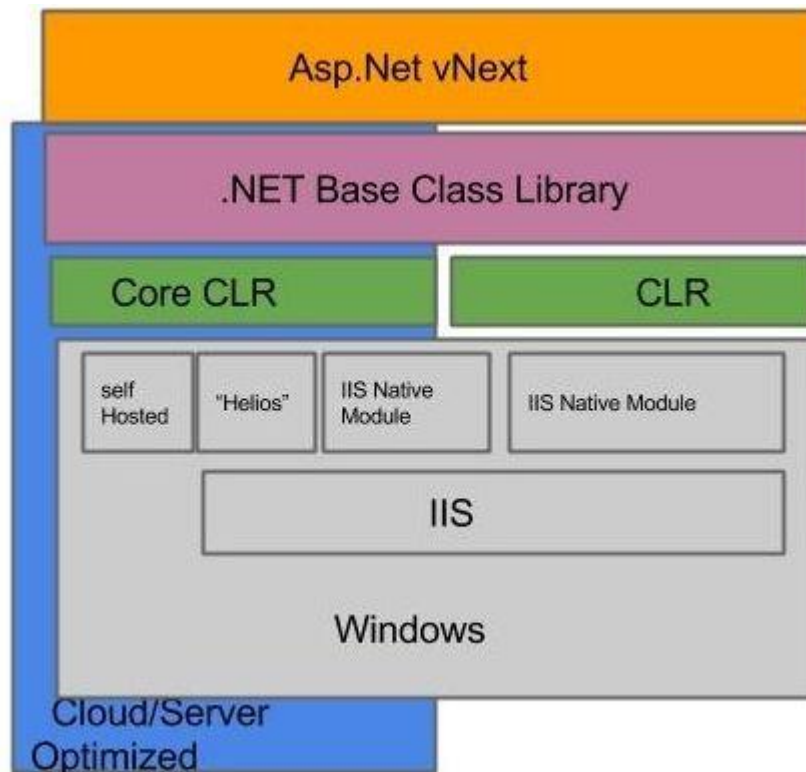 Asp.Net vNext
.NET Base Class Library
Core CLR
CLR
self
Hosted
“Helios”
IIS Native
Module
IIS Native Module
IIS
Windows
Cloud/Server
Optimized